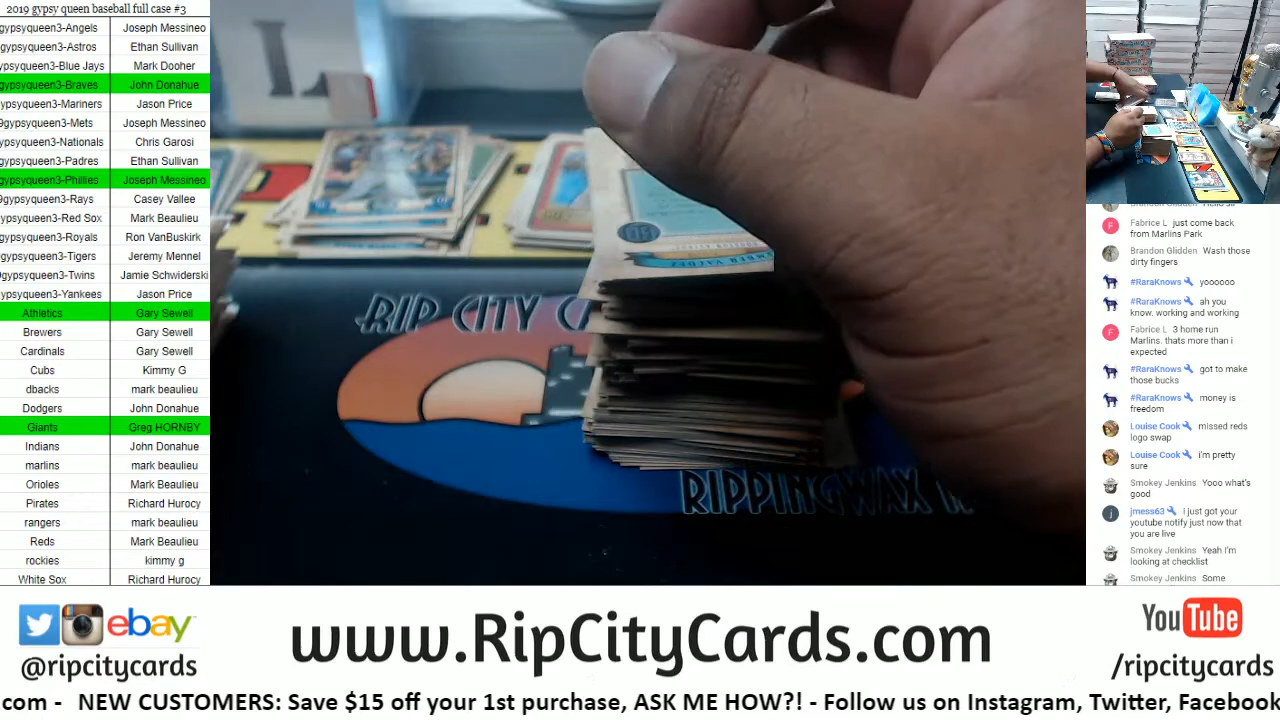 2019 gypsy queen baseball full case #3
gypsyqueen3-Angels Joseph Messineo
gypsyqueen3-Astros Ethan Sullivan
ypsyqueen3-Blue Jays Mark Dooher
gypsyqueen3-Braves John Donahue
ypsyqueen3-Mariners Jason Price
9gypsyqueen3-Mets Joseph Messineo
ypsyqueen3-Nationals Chris Garosi
gypsyqueen3-Padres Ethan Sullivan
gypsyqueen3-Phillies Joseph Messineo
9gypsyqueen3-Rays Casey Vallee
ypsyqueen3-Red Sox Mark Beaulieu
gypsyqueen3-Royals Ron VanBuskirk
gypsyqueen3-Tigers Jeremy Mennel
gypsyqueen3-Twins Jamie Schwiderski
ypsyqueen3-Yankees Jason Price
Athletics Gary Sewell
Brewers Gary Sewell
Cardinals Gary Sewell
Cubs Kimmy G
dbacks mark beaulieu
Dodgers John Donahue
Giants Greg HORNBY
Indians John Donahue
marlins mark beaulieu
Orioles Mark Beaulieu
Pirates Richard Hurocy
rangers mark beaulieu
Reds Mark Beaulieu
rockies kimmy g
White Sox Richard Hurocy
RIP CITY
RIPPINGWAX
Fabrice L just come back
from Marlins Park
Brandon Glidden Wash those
dirty fingers
#RaraKnows yoooooo
#RaraKnows ah you
know. working and working
Fabrice L 3 home run
Marlins. thats more than i
expected
#RaraKnows got to make
those bucks
#RaraKnows money is
freedom
Louise Cook missed reds
logo swap
Louise Cook i'm pretty
sure
Smokey Jenkins Yooo what's
good
jmess63 I just got your
youtube notify just now that
you are live
Smokey Jenkins Yeah I'm
looking at checklist
Smokey Jenkins Some
ebay
@ripcitycards
www.RipCityCards.com
YouTube
/ripcitycards
.com - NEW CUSTOMERS: Save $15 off your 1st purchase, ASK ME HOW?! - Follow us on Instagram, Twitter, Facebook